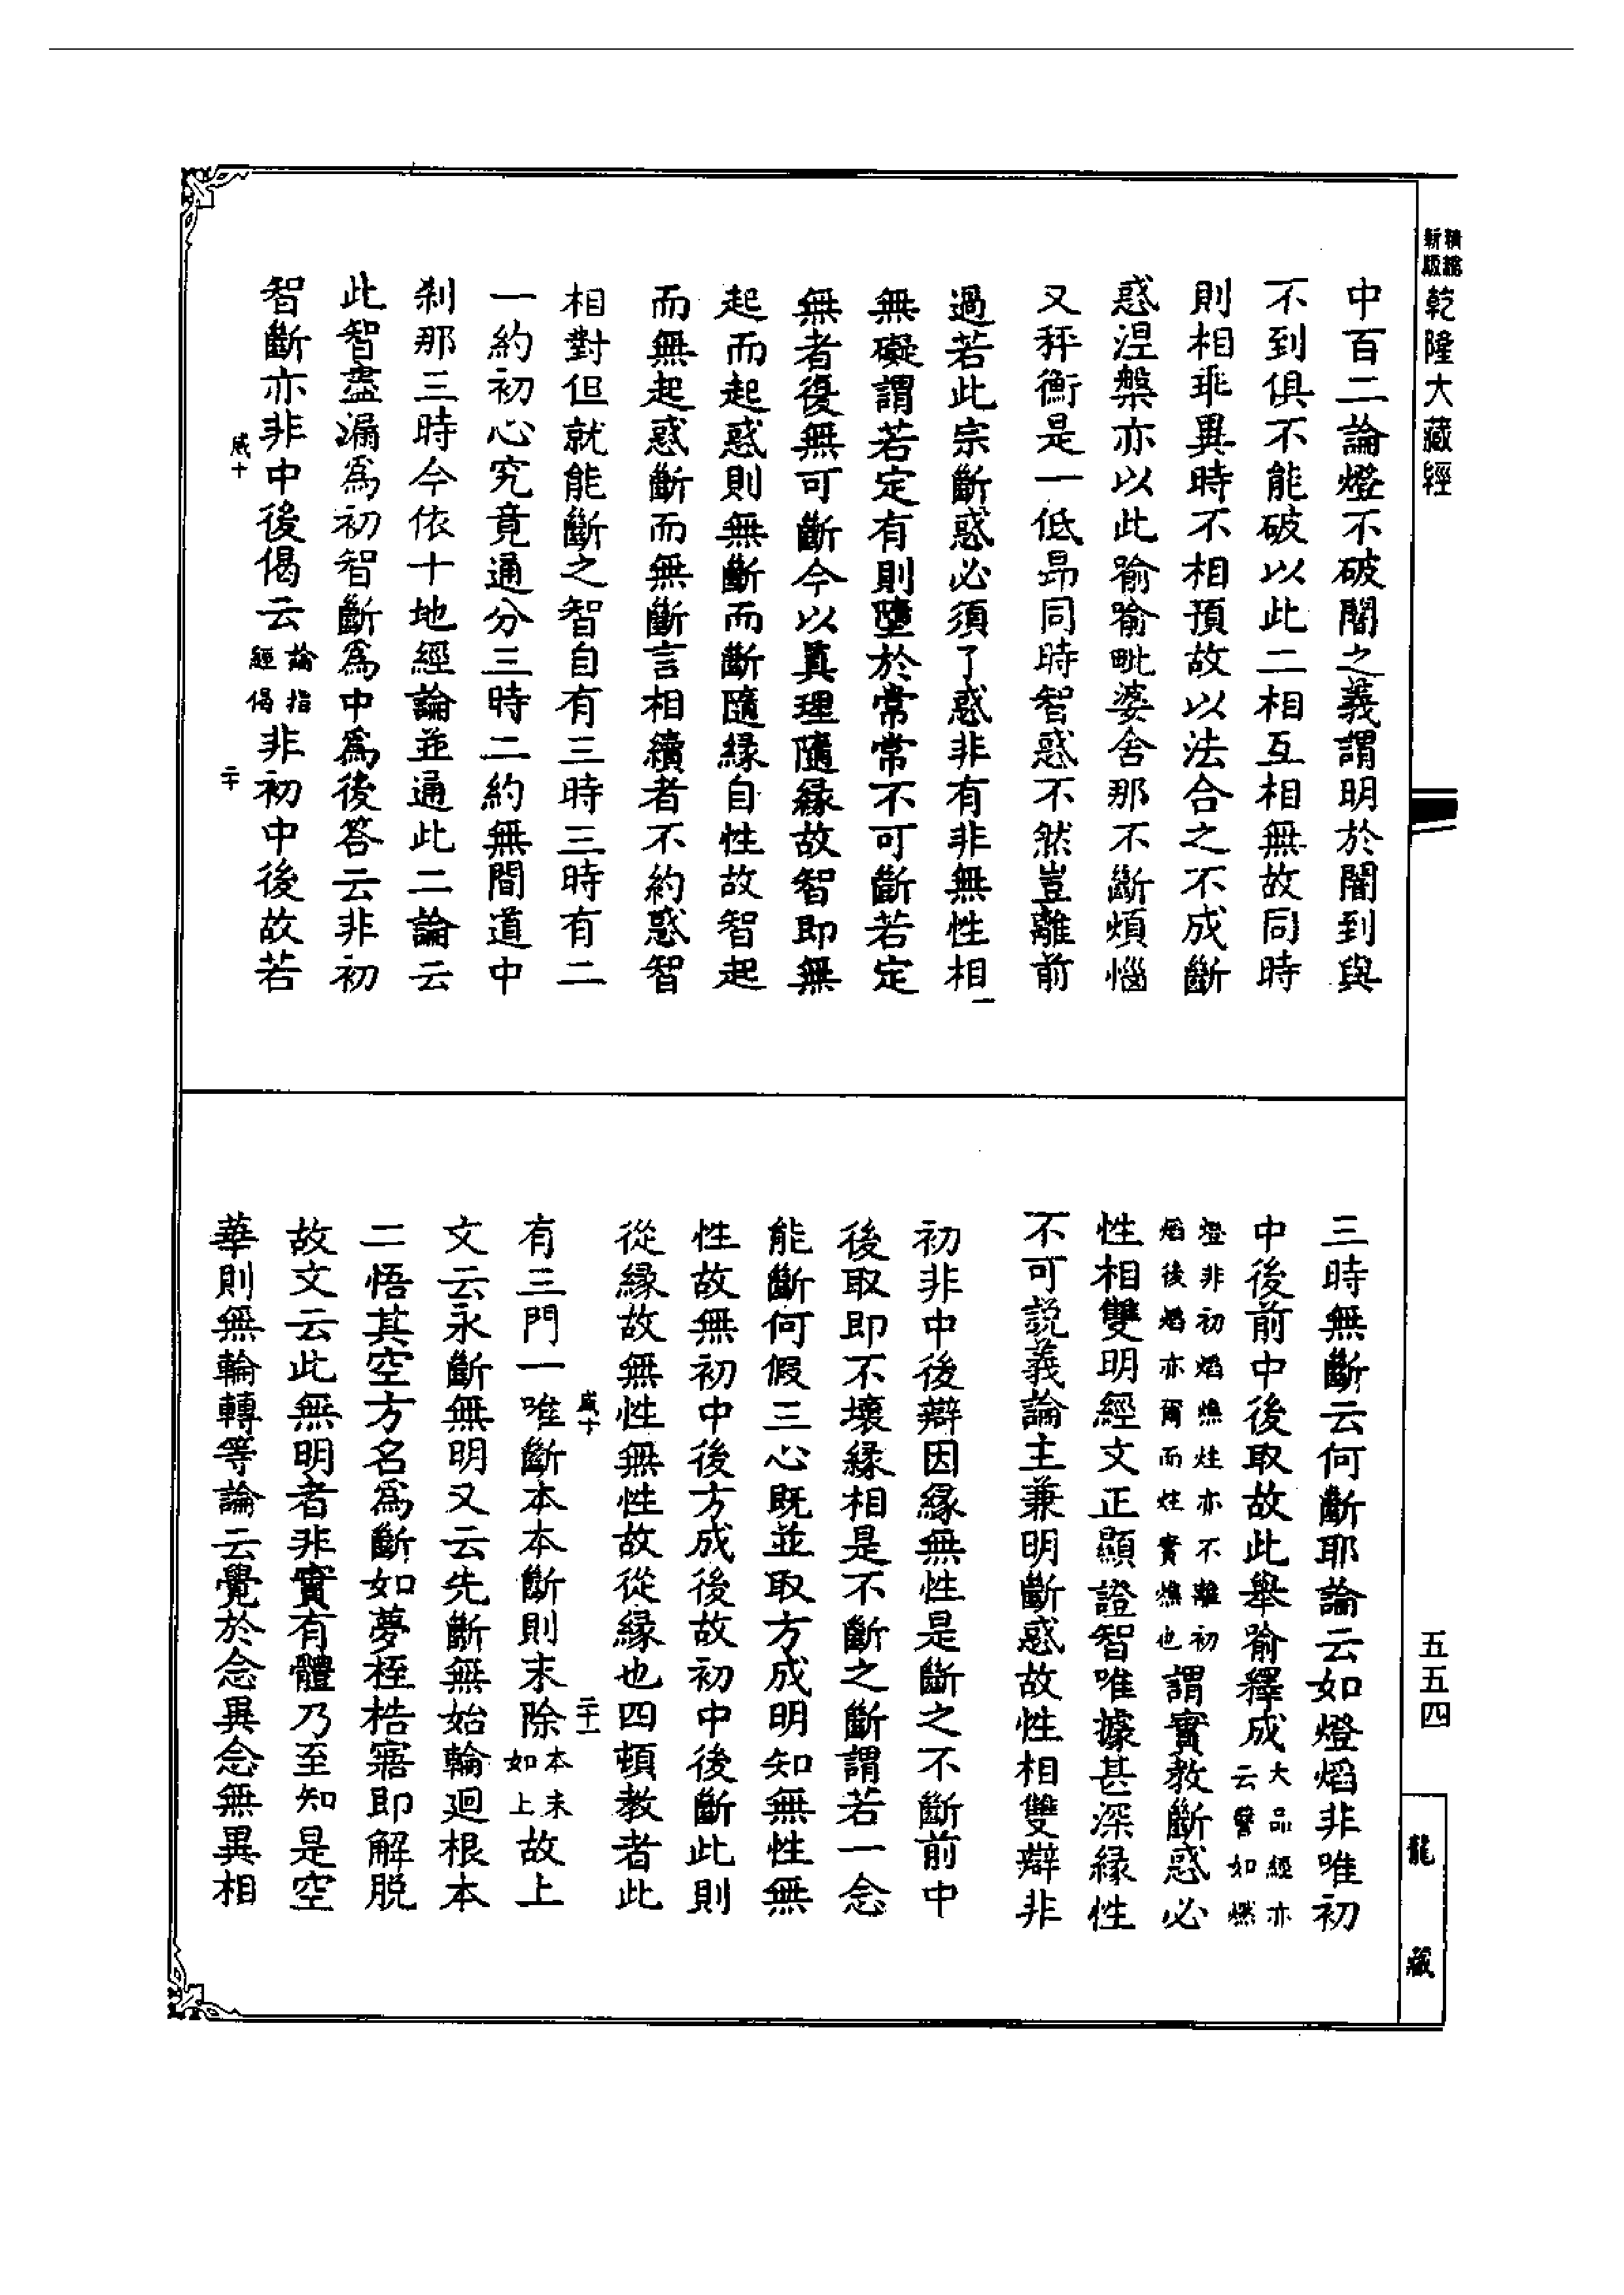 精縮新版乾隆大藏經
中百二論燈不破闇之義謂明於闇到與
不到俱不能破以此二相互相無故同時
則相乖異時不相預故以法合之不成斷
惑涅槃亦以此喻喻毗婆舍那不斷煩惱
又秤衡是一低昂同時智惑不然豈離前
過若此宗斷惑必須了惑非有非無性相
無礙謂若定有則墮於常常不可斷若定
無者復無可斷今以真理隨緣故智即無
起而起惑則無斷而斷隨緣自性故智起
而無起惑斷而無斷言相續者不約惑智
相對但就能斷之智自有三時三時有二
一約初心究竟通分三時二約無間道中
剎那三時今依十地經論並通此二論云
此智盡漏為初智斷為中為後答云非初
智斷亦非中後偈云論指經偈非初中後故若
咸十
二十
三時無斷云何斷耶論云如燈焰非唯初
中後前中後取故此舉喻釋成大品經亦云譬如燃
燈非初焰燋炷亦不離初焰後焰亦爾而炷實燋也謂實教斷惑必
性相雙明經文正顯證智唯據甚深緣性
不可說義論主兼明斷惑故性相雙辯非
初非中後辯因緣無性是斷之不斷前中
後取即不壞緣相是不斷之斷謂若一念
能斷何假三心既並取方成明知無性無
性故無初中後方成後故初中後斷此則
從緣故無性無性故從緣也四頓教者此
咸十
二十一
有三門一唯斷本本斷則末除本末如上故上
文云永斷無明又云先斷無始輪迴根本
二悟其空方名為斷如夢桎梏寤即解脫
故文云此無明者非實有體乃至知是空
華則無輪轉等論云覺於念異念無異相
五五四
龍藏